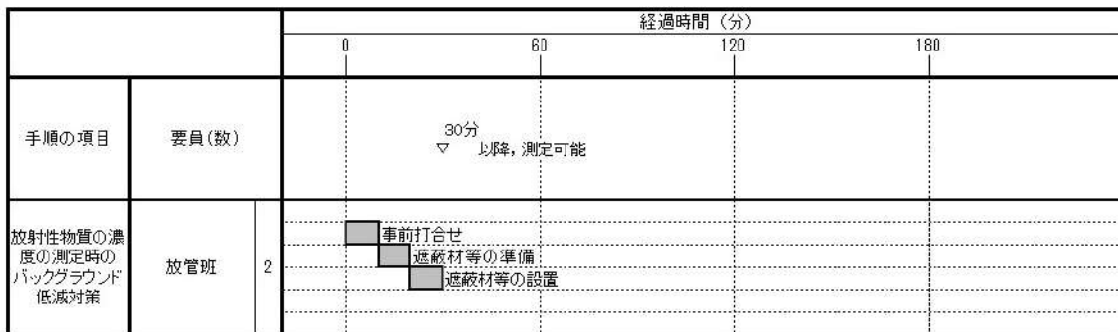 経過時間（分）
0 60 120 180
手順の項目 要員(数)
30分
▽ 以降，測定可能
放射性物質の濃
度の測定時の
バックグラウンド
低減対策
放管班 2
事前打合せ
遮蔽材等の準備
遮蔽材等の設置